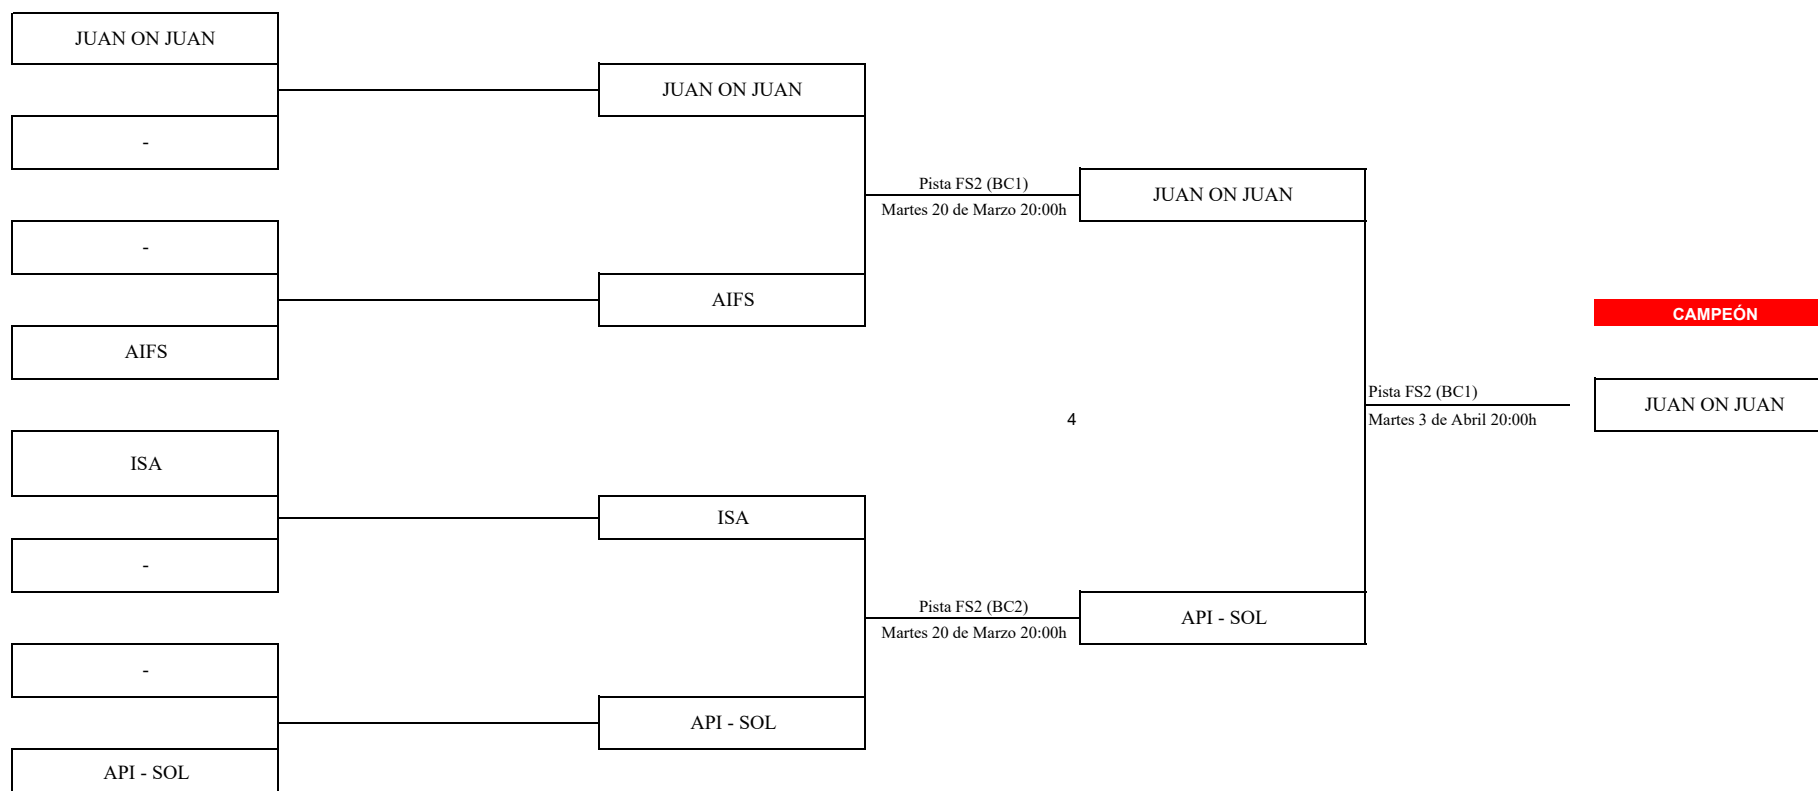 JUAN ON JUAN
JUAN ON JUAN
-
Pista FS2 (BC1)
JUAN ON JUAN
Martes 20 de Marzo 20:00h
-
AIFS
CAMPEÓN
AIFS
Pista FS2 (BC1)
JUAN ON JUAN
4
Martes 3 de Abril 20:00h
ISA
ISA
-
Pista FS2 (BC2)
API - SOL
Martes 20 de Marzo 20:00h
-
API - SOL
API - SOL